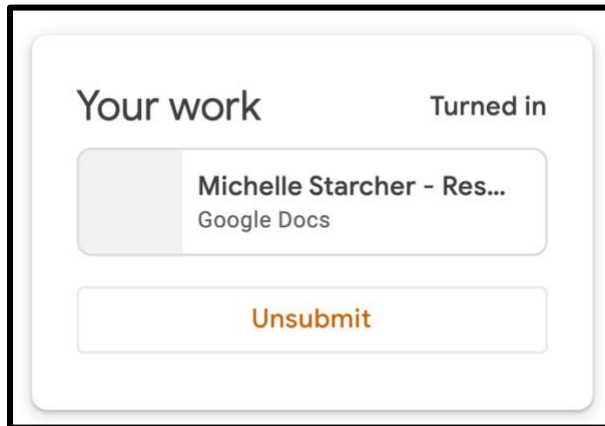 Your work
Turned in
Michelle Starcher - Res...
Google Docs
Unsubmit